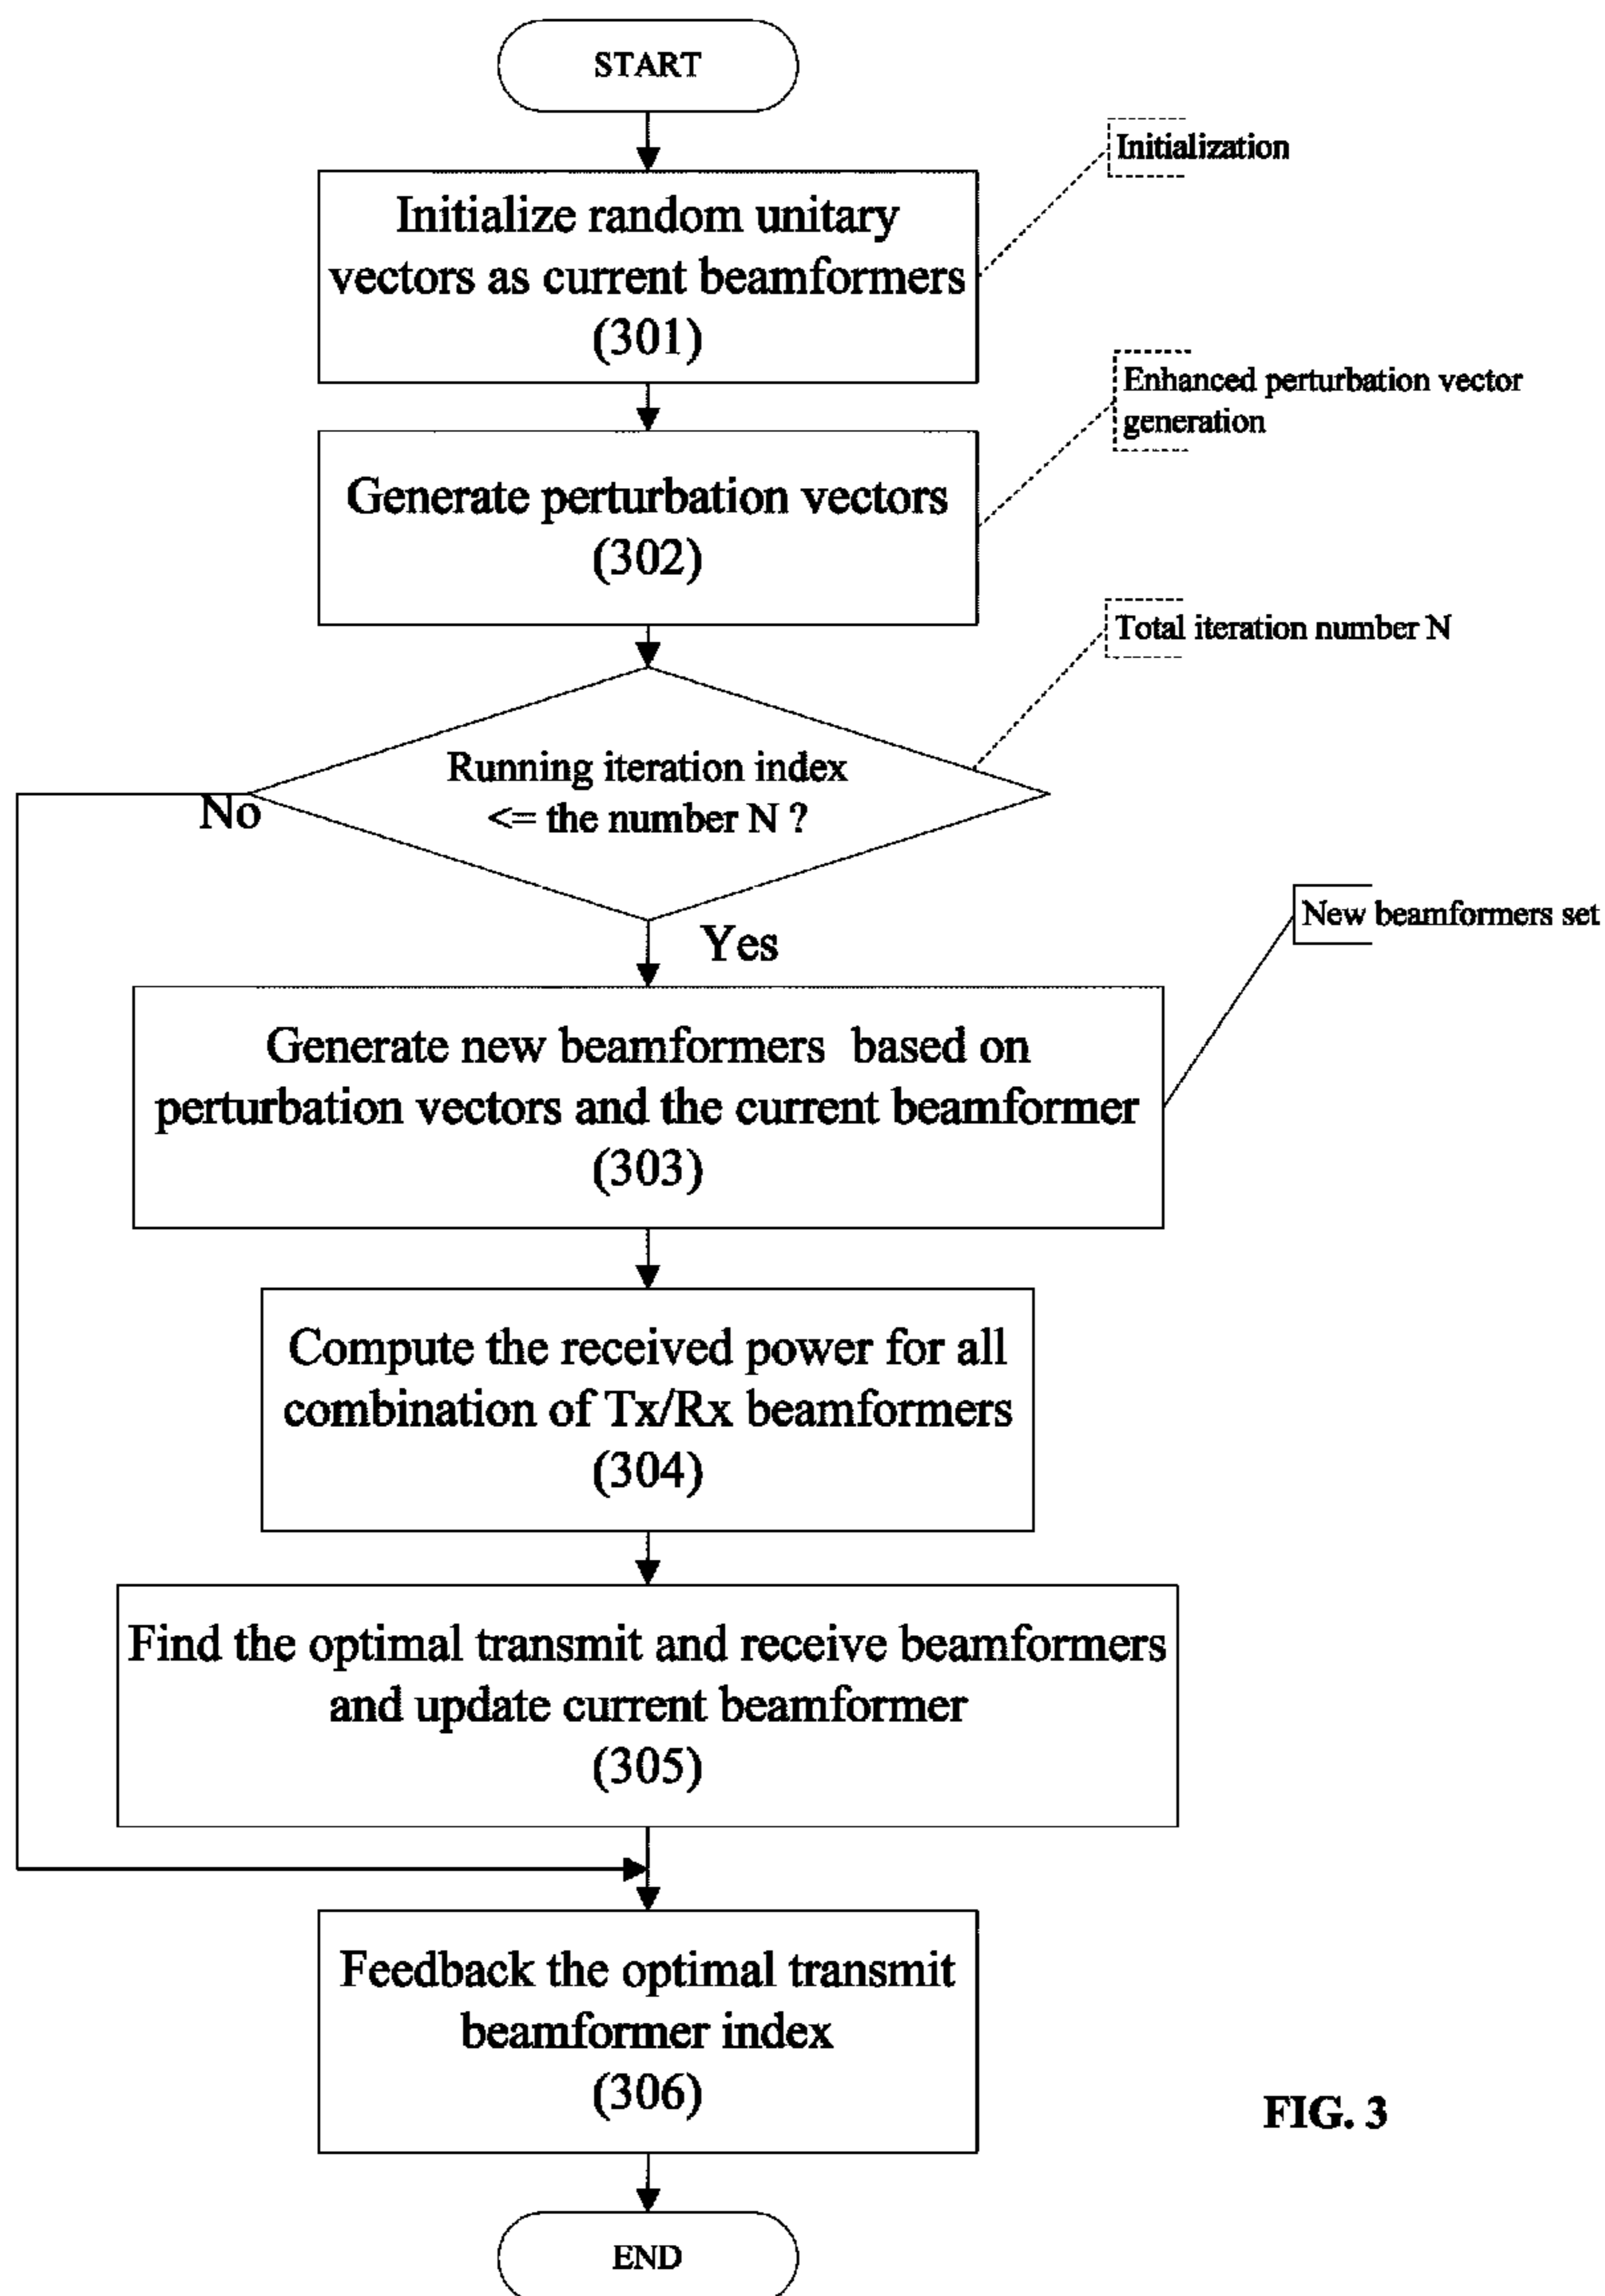 START
Initialization
Initialize random unitary
vectors as current beamformers
(301)
Enhanced perturbation vector
generation
Generate perturbation vectors
(302)
Total iteration number N
Running iteration index
<= the number N ?
No
Yes
New beamformers set
Generate new beamformers based on
perturbation vectors and the current beamformer
(303)
Compute the received power for all
combination of Tx/Rx beamformers
(304)
Find the optimal transmit and receive beamformers
and update current beamformer
(305)
Feedback the optimal transmit
beamformer index
(306)
FIG. 3
END